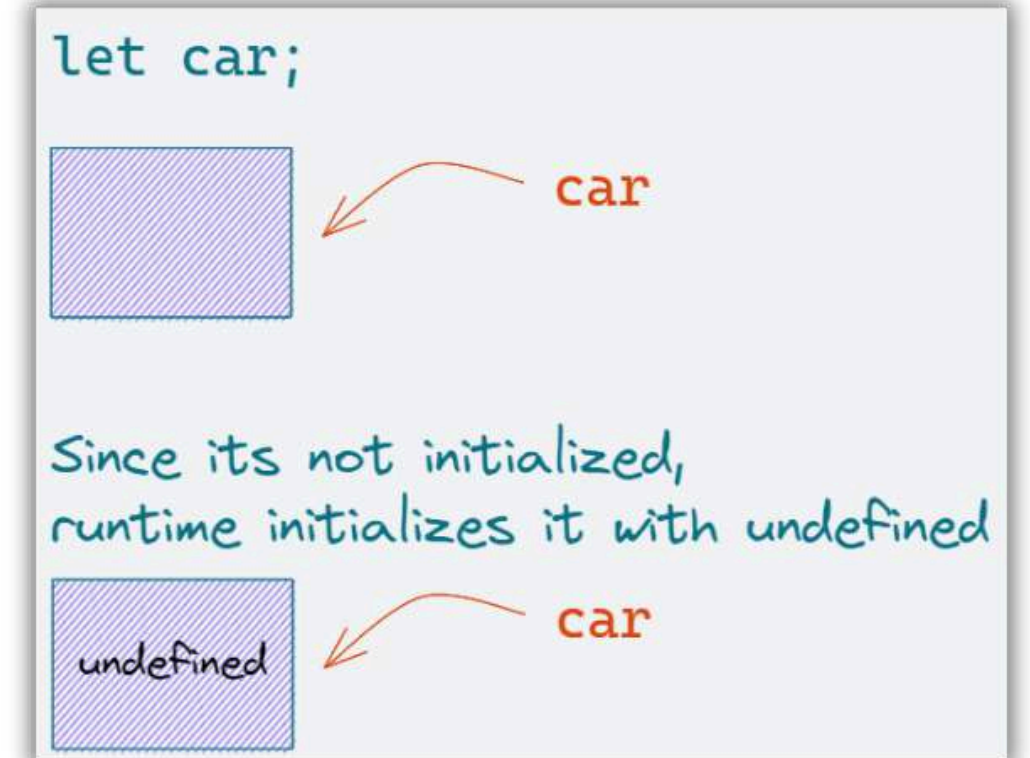 let car;
car
Since its not initialized,
runtime initializes it with undefined
car
undefined